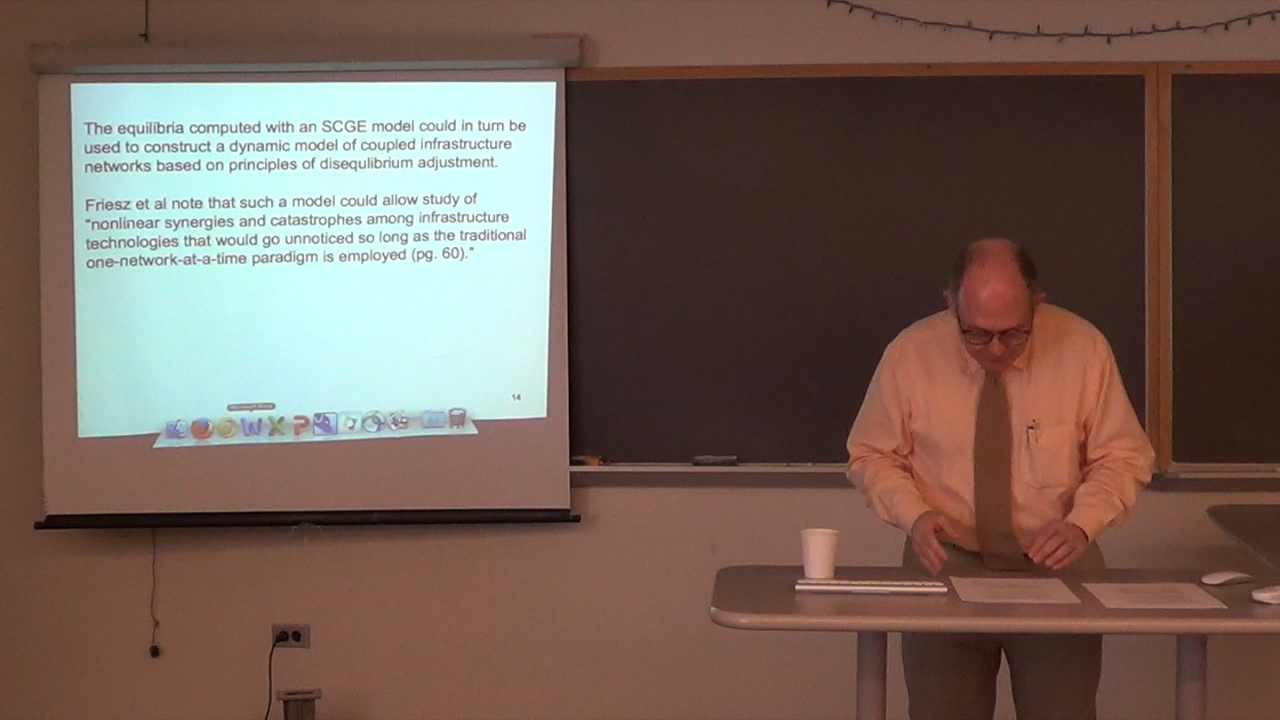 The equilibria computed with an SCGE model could in turn be
used to construct a dynamic model of coupled infrastructure
networks based on principles of disequlibrium adjustment.
Friesz et al note that such a model could allow study of
"nonlinear synergies and catastrophes among infrastructure
technologies that would go unnoticed so long as the traditional
one-network-at-a-time paradigm is employed (pg. 60)."
14